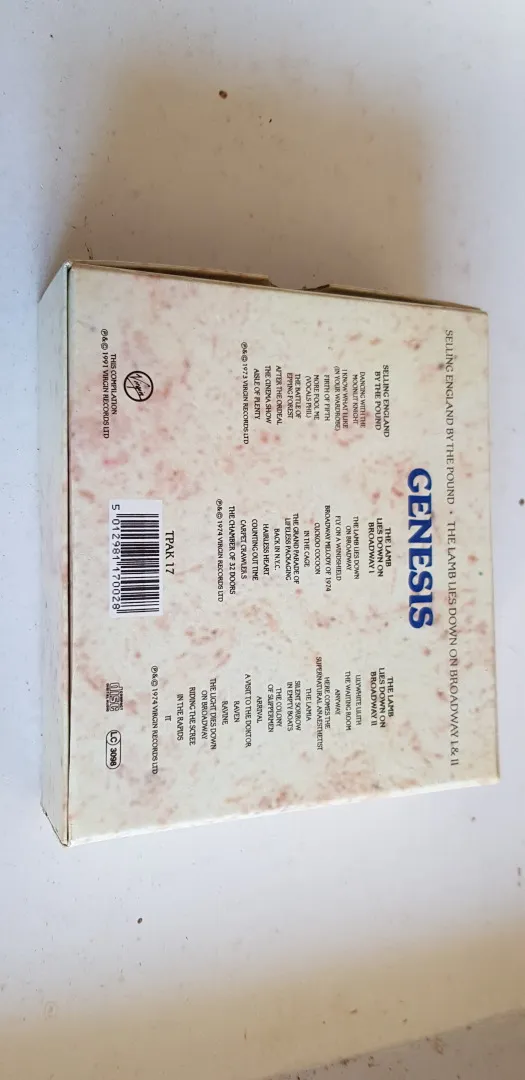 SELLING ENGLAND BY THE POUND • THE LAMB LIES DOWN ON BROADWAY I & II
GENESIS
SELLING ENGLAND
BY THE POUND
DANCING WITH THE
MOONLIT KNIGHT
I KNOW WHAT I LIKE
(IN YOUR WARDROBE)
FIRTH OF FIFTH
MORE FOOL ME
(VOCALS PHIL)
THE BATTLE OF
EPPING FOREST
AFTER THE ORDEAL
THE CINEMA SHOW
AISLE OF PLENTY
℗&© 1973 VIRGIN RECORDS LTD
THE LAMB
LIES DOWN ON
BROADWAY I
THE LAMB LIES DOWN
ON BROADWAY
FLY ON A WINDSHIELD
BROADWAY MELODY OF 1974
CUCKOO COCOON
IN THE CAGE
THE GRAND PARADE OF
LIFELESS PACKAGING
BACK IN N.Y.C.
HAIRLESS HEART
COUNTING OUT TIME
CARPET CRAWLERS
THE CHAMBER OF 32 DOORS
℗&© 1974 VIRGIN RECORDS LTD
THE LAMB
LIES DOWN ON
BROADWAY II
LILYWHITE LILITH
THE WAITING ROOM
ANYWAY
HERE COMES THE
SUPERNATURAL ANAESTHETIST
THE LAMIA
SILENT SORROW
IN EMPTY BOATS
THE COLONY
OF SLIPPERMEN
ARRIVAL
A VISIT TO THE DOKTOR
RAVEN
RAVINE
THE LIGHT DIES DOWN
ON BROADWAY
RIDING THE SCREE
IN THE RAPIDS
IT
℗&© 1974 VIRGIN RECORDS LTD
Virgin
THIS COMPILATION
℗&© 1991 VIRGIN RECORDS LTD
TPAK 17
5 012981 170028
COMPACT
disc
DIGITAL AUDIO
LC 3098